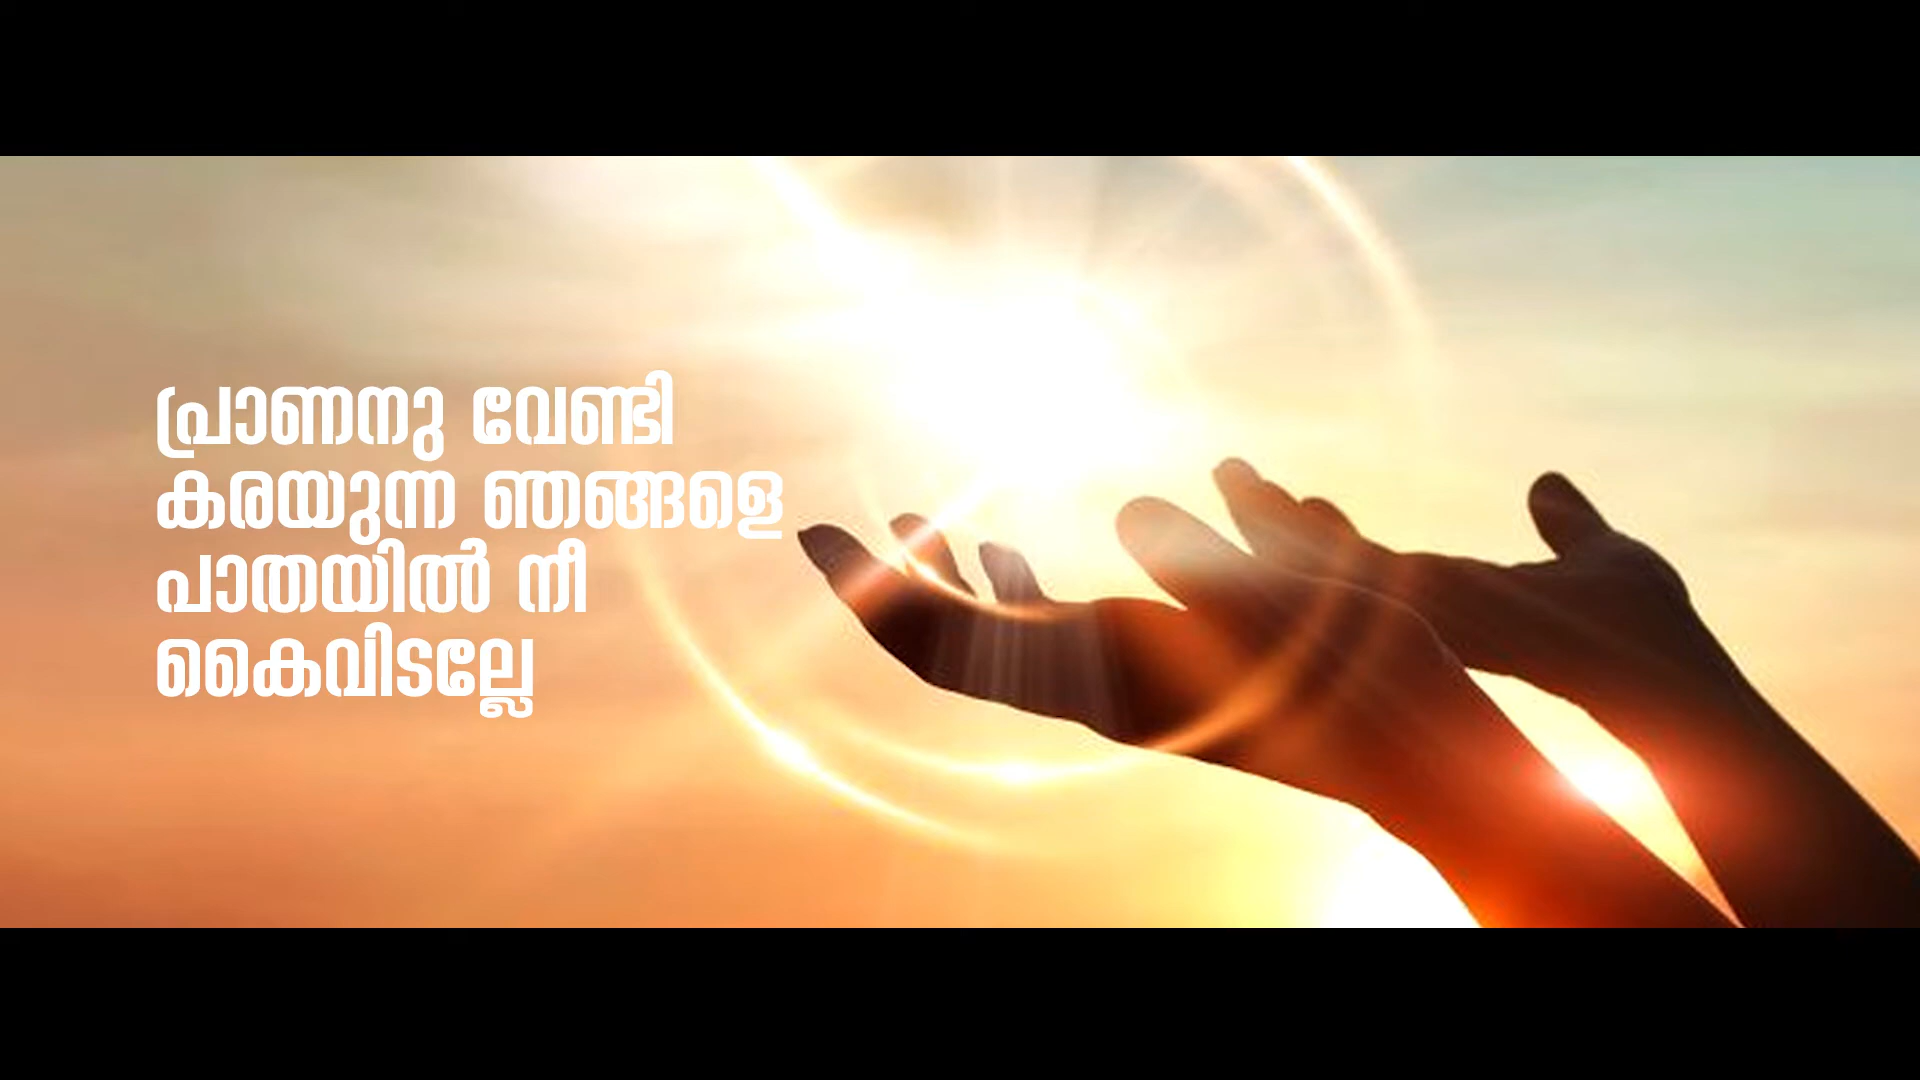 പ്രാണനു വേണ്ടി
കരയുന്ന ഞങ്ങളെ
പാതയിൽ നീ
കൈവിടല്ലേ